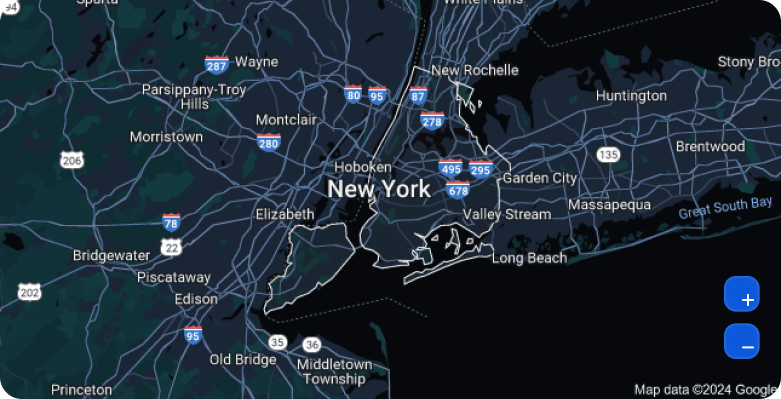 94
Sparta
White Plains
287
Wayne
New Rochelle
Stony Bro
Parsippany-Troy
Hills
80
95
87
Huntington
Montclair
278
Morristown
280
Brentwood
206
135
Hoboken
495
295
Garden City
New York
678
Massapequa
Great South Bay
Elizabeth
Valley Stream
78
22
Bridgewater
Long Beach
Piscataway
202
Edison
+
95
35
36
−
Old Bridge
Middletown
Township
Princeton
Map data ©2024 Google